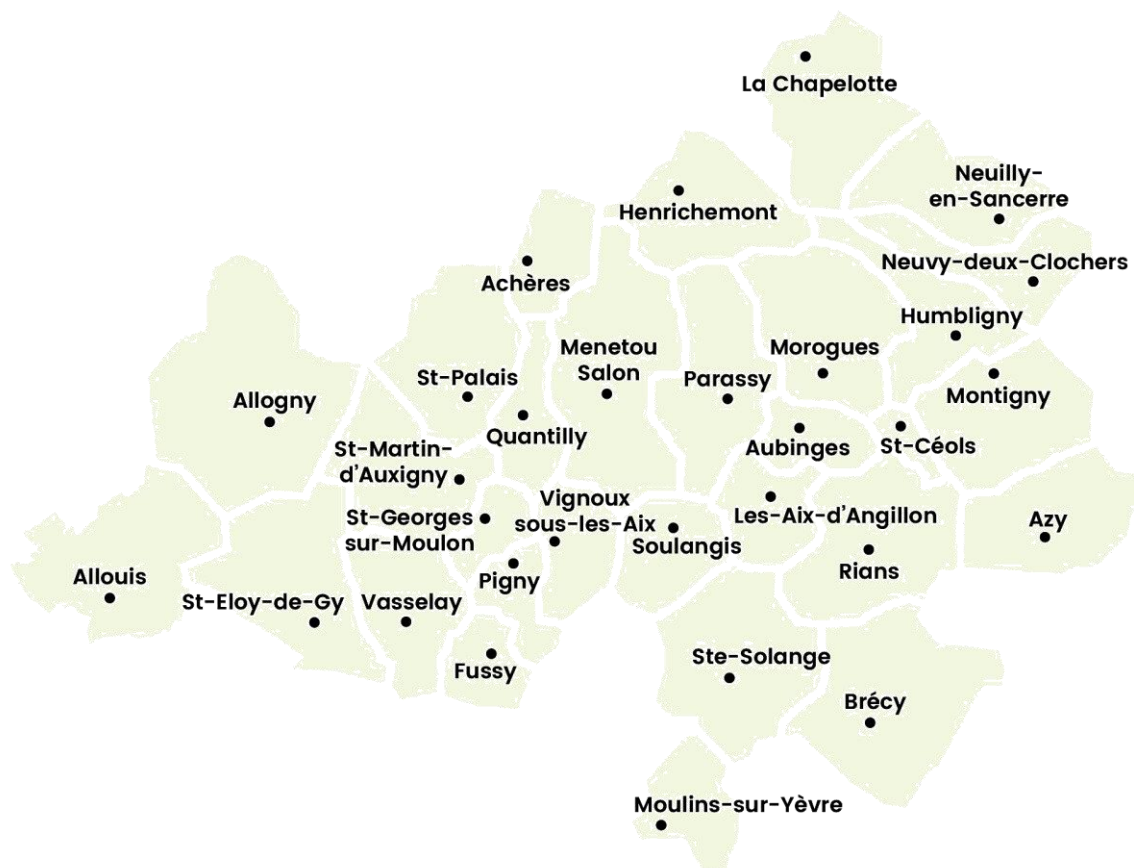 La Chapelotte
Neuilly-
en-Sancerre
Henrichemont
Neuvy-deux-Clochers
Achères
Humbligny
Menetou
Salon
Morogues
St-Palais
Parassy
Montigny
Allogny
Quantilly
Aubinges
St-Céols
St-Martin-
d'Auxigny
Vignoux
sous-les-Aix
St-Georges
sur-Moulon
Les-Aix-d'Angillon
Azy
Soulangis
Rians
Allouis
Pigny
St-Eloy-de-Gy
Vasselay
Fussy
Ste-Solange
Brécy
Moulins-sur-Yèvre